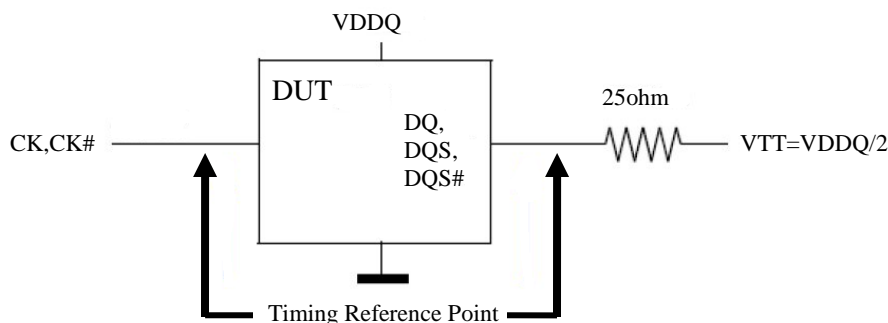 VDDQ
DUT
25ohm
DQ,
DQS,
DQS#
CK,CK#
VTT=VDDQ/2
Timing Reference Point